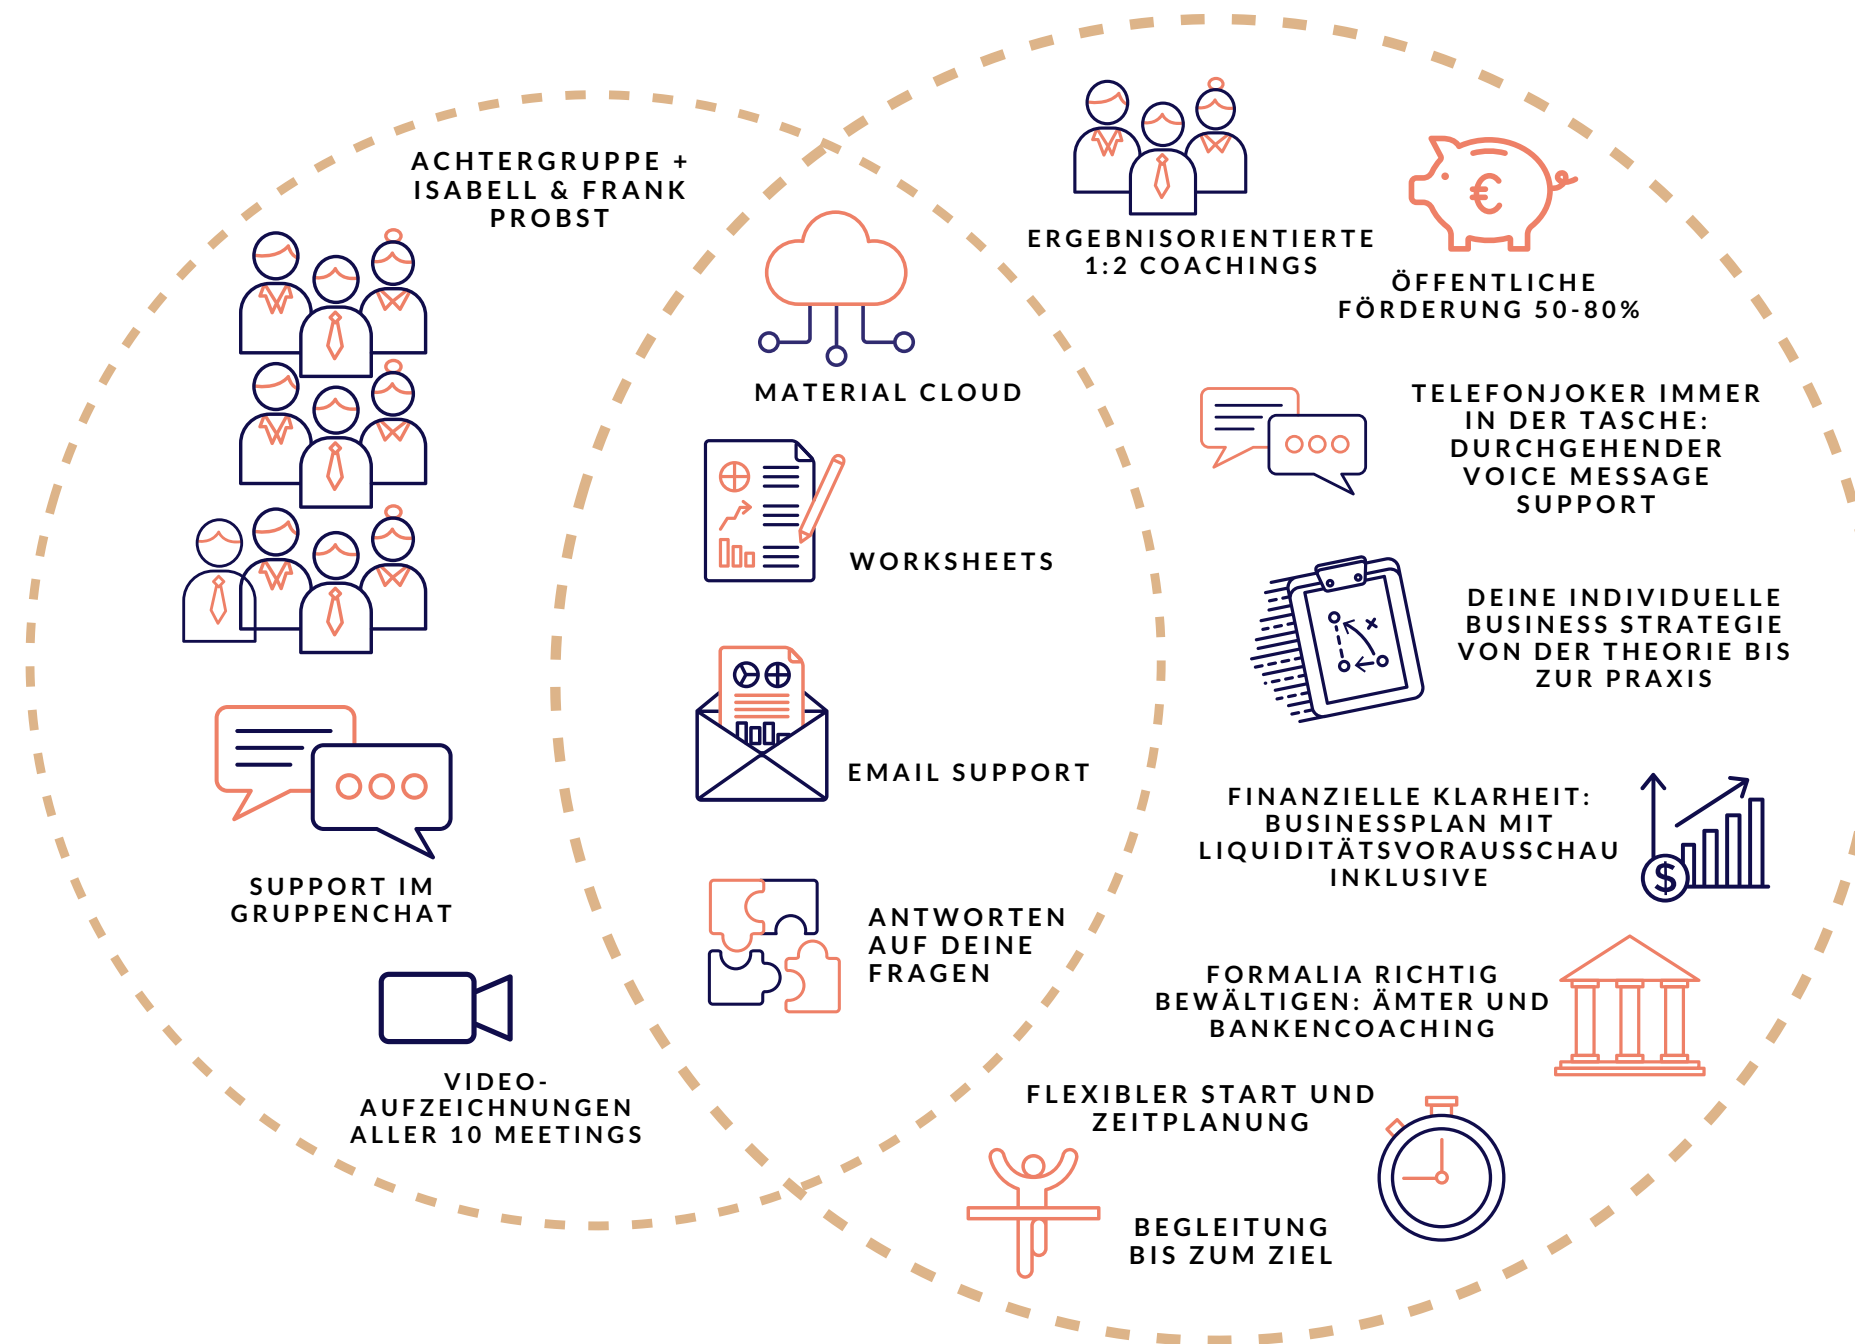 ACHTERGRUPPE +
ISABELL & FRANK
PROBST
SUPPORT IM
GRUPPENCHAT
VIDEO-
AUFZEICHNUNGEN
ALLER 10 MEETINGS
MATERIAL CLOUD
WORKSHEETS
EMAIL SUPPORT
ANTWORTEN
AUF DEINE
FRAGEN
ERGEBNISORIENTIERTE
1:2 COACHINGS
€
ÖFFENTLICHE
FÖRDERUNG 50-80%
TELEFONJOKER IMMER
IN DER TASCHE:
DURCHGEHENDER
VOICE MESSAGE
SUPPORT
DEINE INDIVIDUELLE
BUSINESS STRATEGIE
VON DER THEORIE BIS
ZUR PRAXIS
FINANZIELLE KLARHEIT:
BUSINESSPLAN MIT
LIQUIDITÄTSVORAUSSCHAU
INKLUSIVE
$
FORMALIA RICHTIG
BEWÄLTIGEN: ÄMTER UND
BANKENCOACHING
FLEXIBLER START UND
ZEITPLANUNG
BEGLEITUNG
BIS ZUM ZIEL